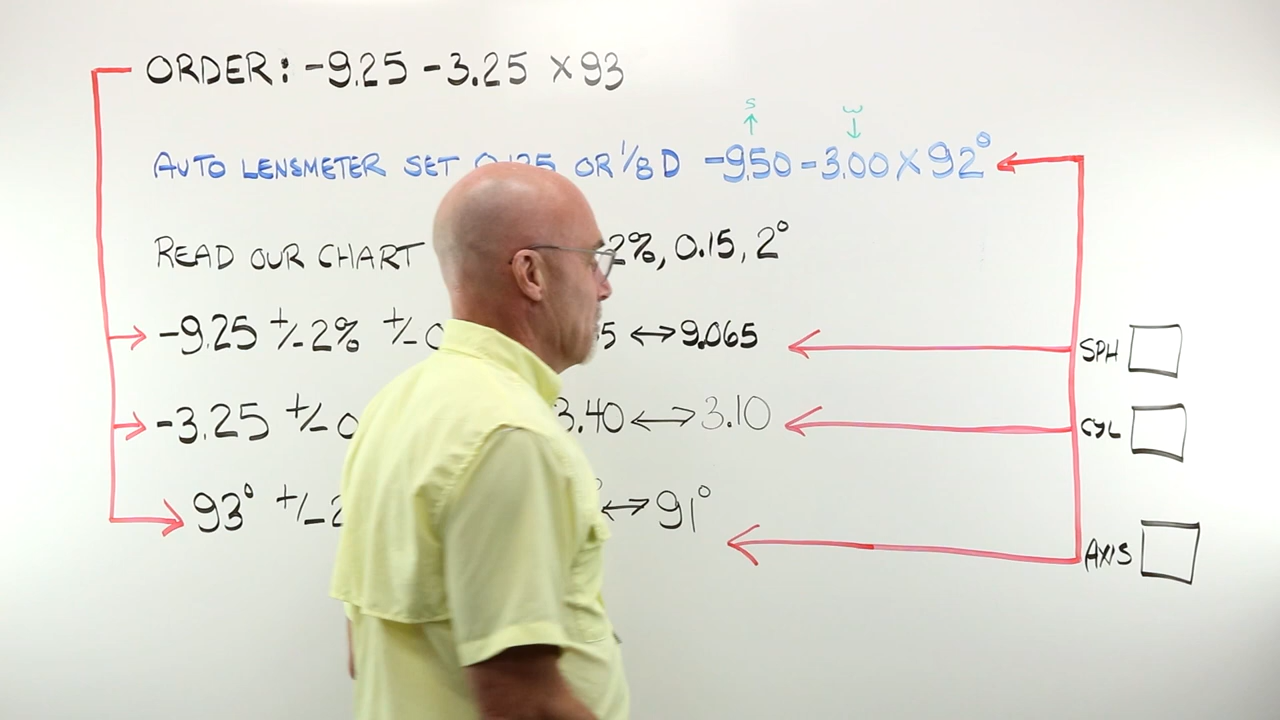 ORDER: -9.25 -3.25 X 93
S W
AUTO LENSMETER SET 0.125 OR 1/8 D -9.50 -3.00 X 92°
READ OUR CHART 2%, 0.15, 2°
-9.25 +/- 2% +/- 5 ↔ 9.065
SPH
-3.25 +/- 0 3.40 ↔ 3.10
CYL
93° +/- 2 ° ↔ 91°
AXIS